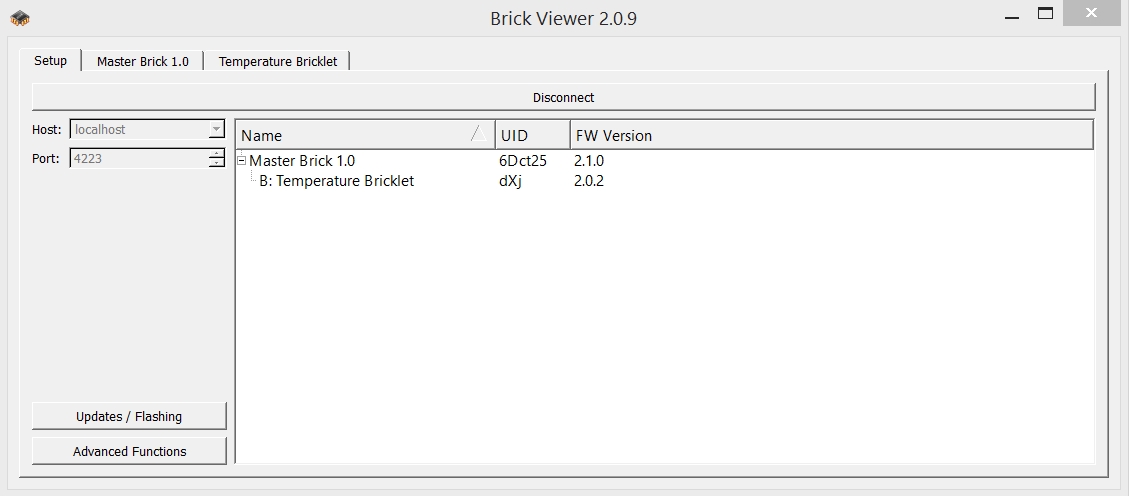 Brick Viewer 2.0.9
Setup Master Brick 1.0 Temperature Bricklet
Disconnect
Host: localhost
Port: 4223
Name UID FW Version
Master Brick 1.0 6Dct25 2.1.0
B: Temperature Bricklet dXj 2.0.2
Updates / Flashing
Advanced Functions